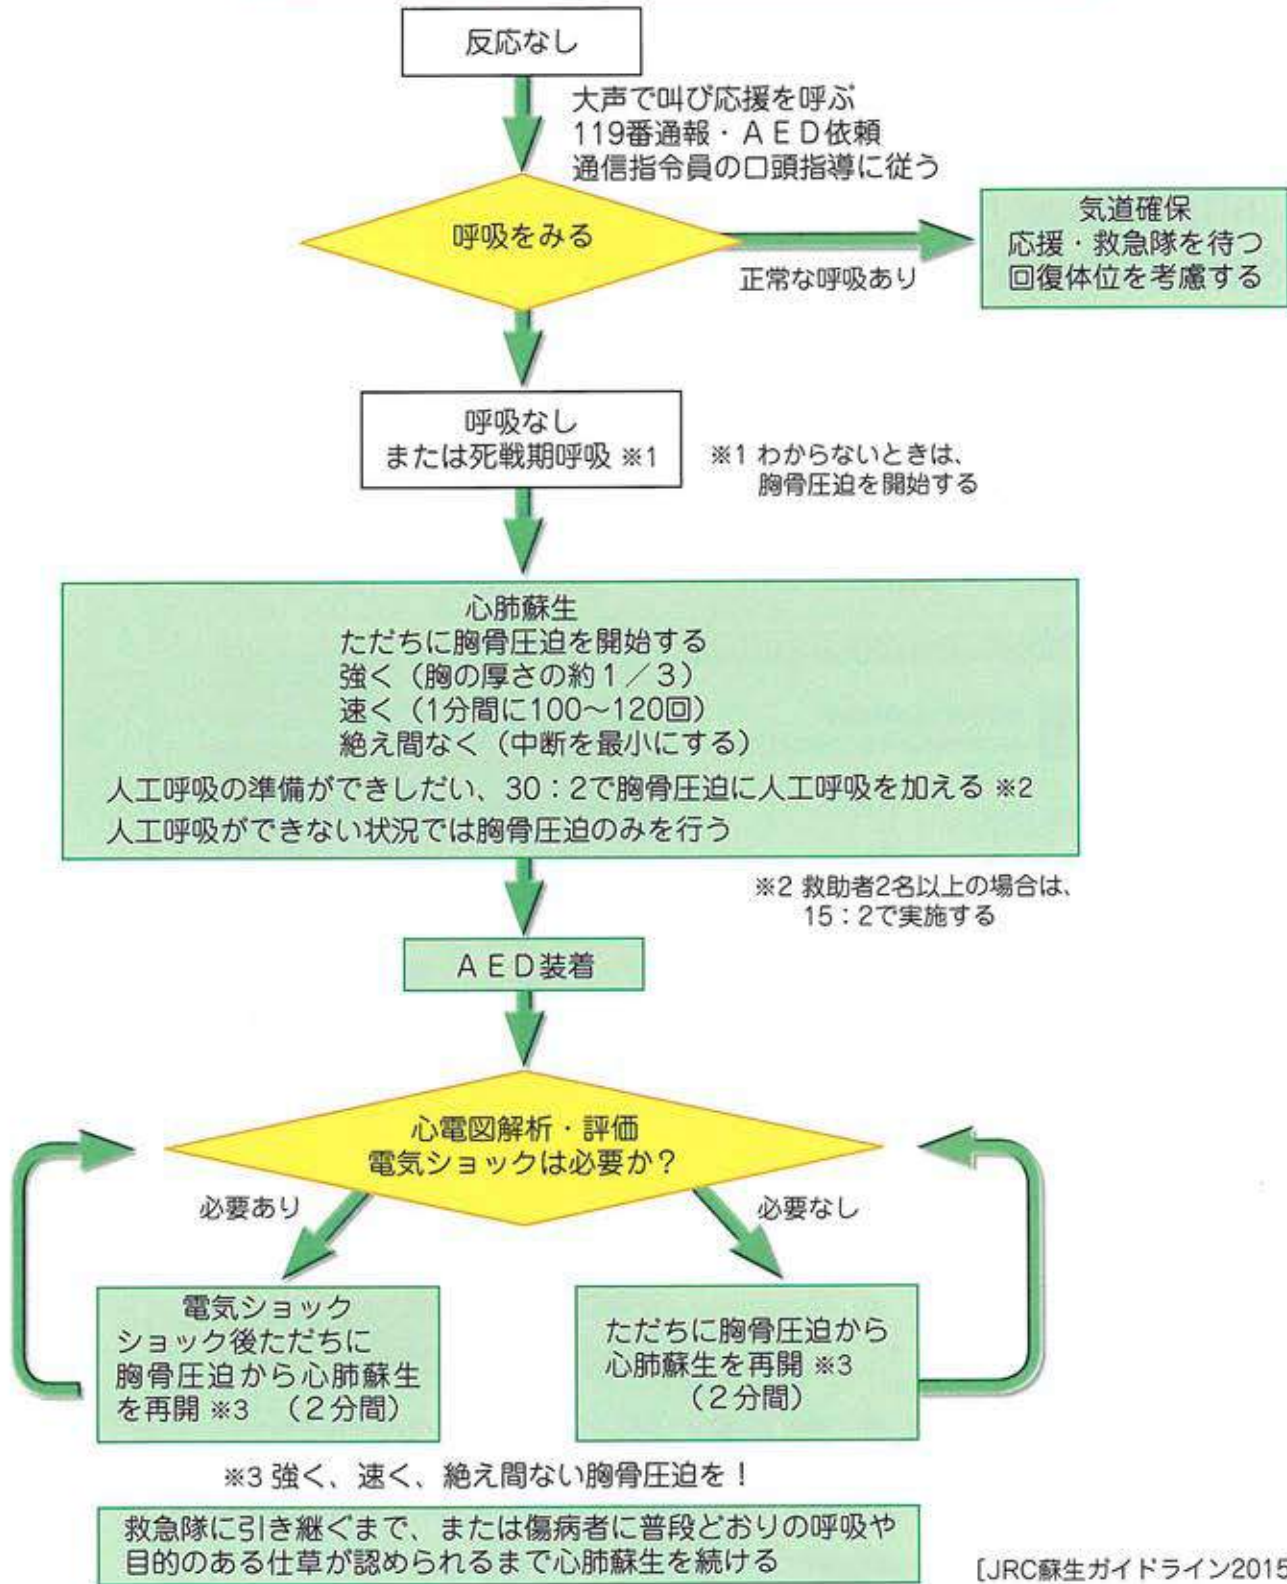 反応なし
大声で叫び応援を呼ぶ
119番通報・AED依頼
通信指令員の口頭指導に従う
呼吸をみる
正常な呼吸あり
気道確保
応援・救急隊を待つ
回復体位を考慮する
呼吸なし
または死戦期呼吸 ※1
※1 わからないときは、
胸骨圧迫を開始する
心肺蘇生
ただちに胸骨圧迫を開始する
強く（胸の厚さの約1／3）
速く（1分間に100～120回）
絶え間なく（中断を最小にする）
人工呼吸の準備ができしだい、30：2で胸骨圧迫に人工呼吸を加える ※2
人工呼吸ができない状況では胸骨圧迫のみを行う
※2 救助者2名以上の場合は、
15：2で実施する
AED装着
心電図解析・評価
電気ショックは必要か？
必要あり
必要なし
電気ショック
ショック後ただちに
胸骨圧迫から心肺蘇生
を再開 ※3 （2分間）
ただちに胸骨圧迫から
心肺蘇生を再開 ※3
（2分間）
※3 強く、速く、絶え間ない胸骨圧迫を！
救急隊に引き継ぐまで、または傷病者に普段どおりの呼吸や
目的のある仕草が認められるまで心肺蘇生を続ける
[JRC蘇生ガイドライン2015